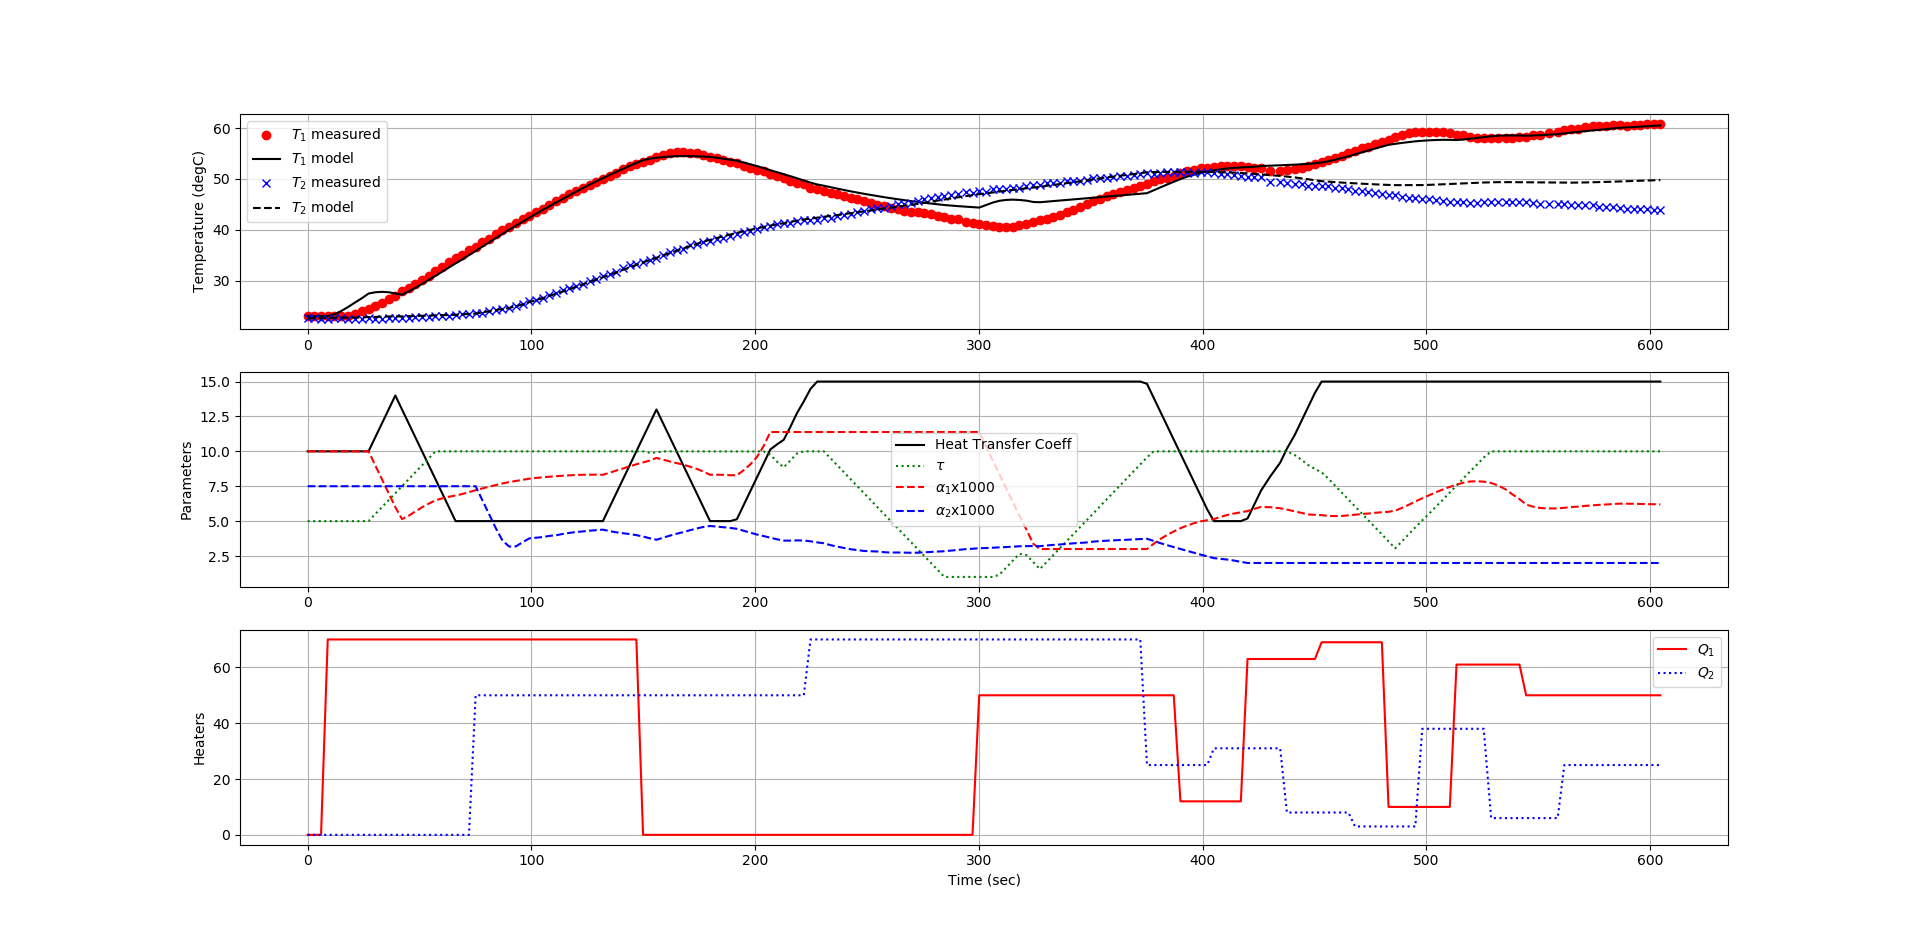 Temperature (degC)
60
50
40
30
T₁ measured
T₁ model
T₂ measured
T₂ model
0 100 200 300 400 500 600
Parameters
15.0
12.5
10.0
7.5
5.0
2.5
Heat Transfer Coeff
τ
α₁x1000
α₂x1000
0 100 200 300 400 500 600
Heaters
60
40
20
0
Q₁
Q₂
0 100 200 300 400 500 600
Time (sec)